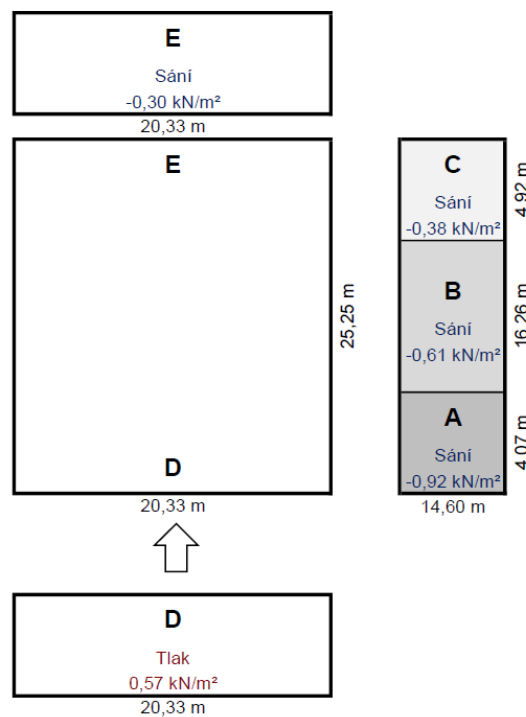 E
Sání
-0,30 kN/m²
20,33 m
E
25,25 m
D
20,33 m
C
Sání
-0,38 kN/m²
4,92 m
B
Sání
-0,61 kN/m²
16,26 m
A
Sání
-0,92 kN/m²
4,07 m
14,60 m
D
Tlak
0,57 kN/m²
20,33 m